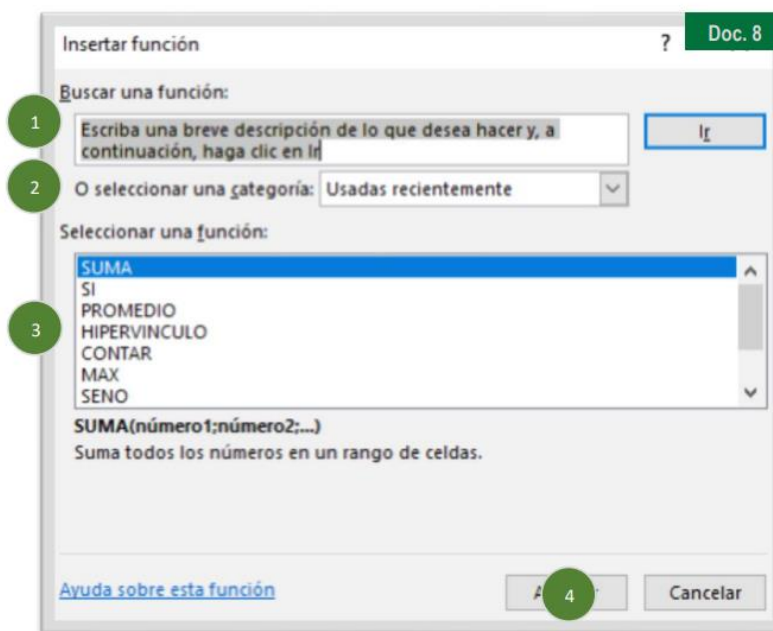 Insertar función
?
Doc. 8
Buscar una función:
1
Escriba una breve descripción de lo que desea hacer y, a
continuación, haga clic en Ir
Ir
2
O seleccionar una categoría: Usadas recientemente
Seleccionar una función:
SUMA
SI
PROMEDIO
3
HIPERVINCULO
CONTAR
MAX
SENO
SUMA(número1;número2;...)
Suma todos los números en un rango de celdas.
Ayuda sobre esta función
4
Cancelar